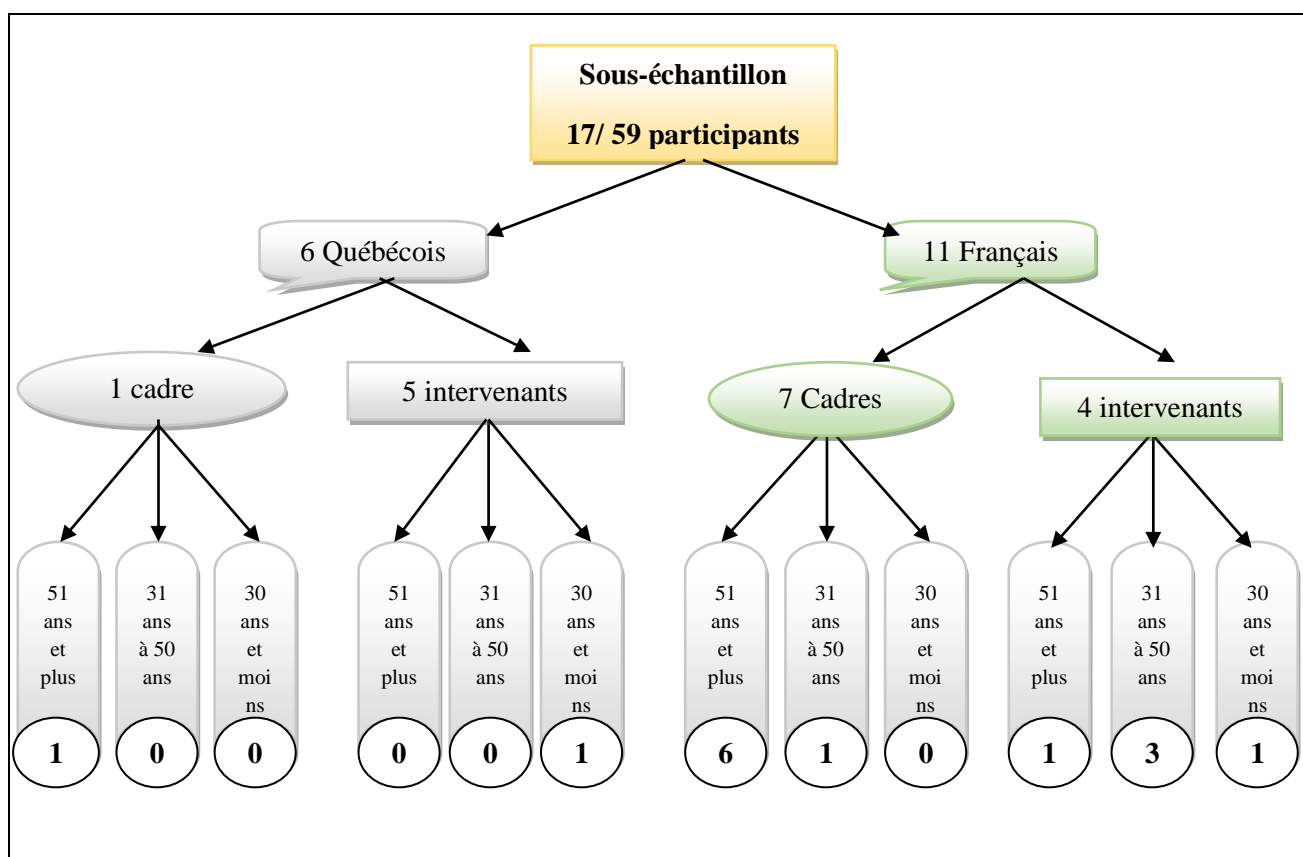 Sous-échantillon
17/ 59 participants
6 Québécois
11 Français
1 cadre
5 intervenants
7 Cadres
4 intervenants
51
ans
et
plus
31
ans
à 50
ans
30
ans
et
moi
ns
51
ans
et
plus
31
ans
à 50
ans
30
ans
et
moi
ns
51
ans
et
plus
31
ans
à 50
ans
30
ans
et
moi
ns
51
ans
et
plus
31
ans
à 50
ans
30
ans
et
moi
ns
1
0
0
0
0
1
6
1
0
1
3
1